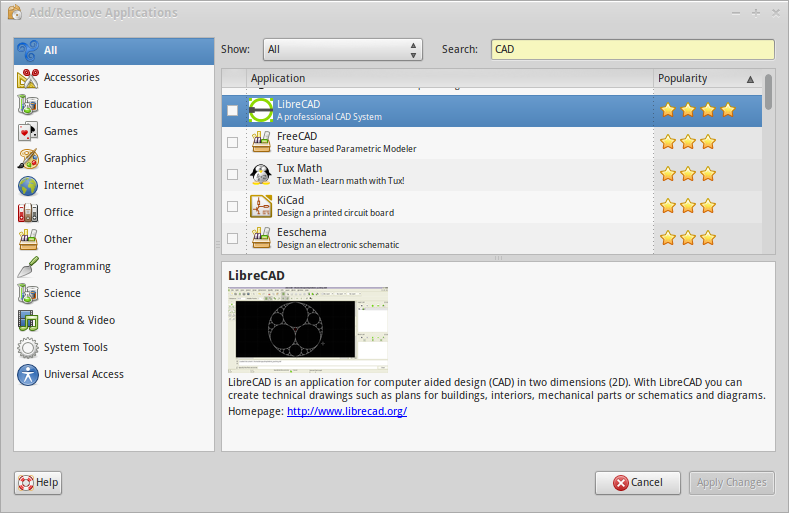 Add/Remove Applications
All
Accessories
Education
Games
Graphics
Internet
Office
Other
Programming
Science
Sound & Video
System Tools
Universal Access
Show: All Search: CAD
Application Popularity
LibreCAD
A professional CAD System
FreeCAD
Feature based Parametric Modeler
Tux Math
Tux Math - Learn math with Tux!
KiCad
Design a printed circuit board
Eeschema
Design an electronic schematic
LibreCAD
LibreCAD is an application for computer aided design (CAD) in two dimensions (2D). With LibreCAD you can
create technical drawings such as plans for buildings, interiors, mechanical parts or schematics and diagrams.
Homepage: http://www.librecad.org/
Help Cancel Apply Changes